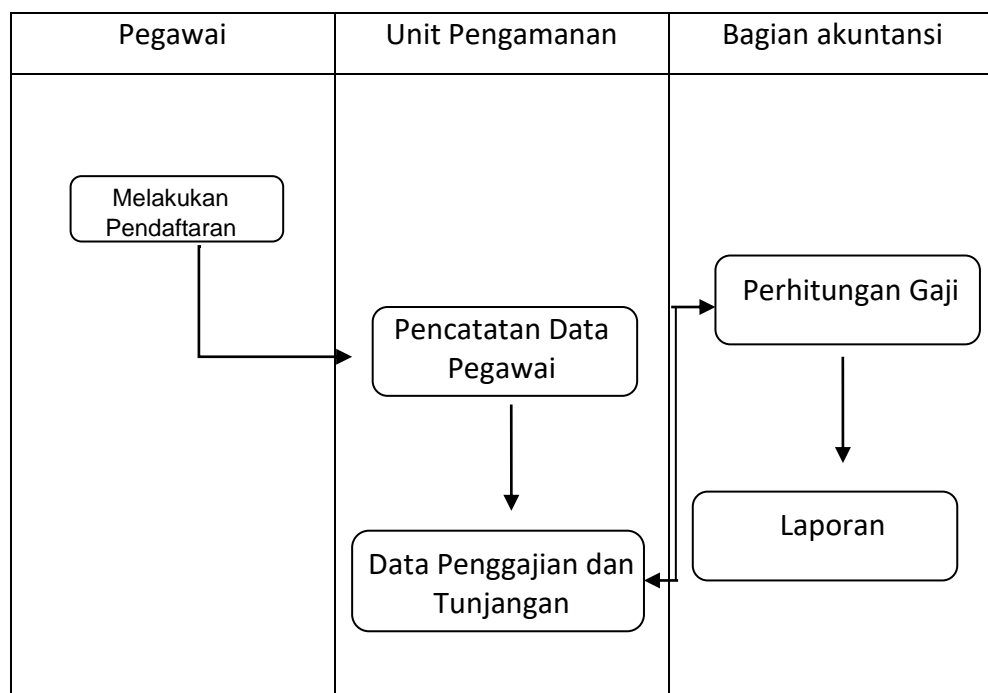 Pegawai
Unit Pengamanan
Bagian akuntansi
Melakukan
Pendaftaran
Pencatatan Data
Pegawai
Data Penggajian dan
Tunjangan
Perhitungan Gaji
Laporan